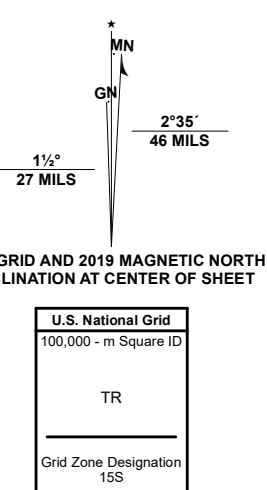 ★
MN
GN
2°35´
46 MILS
1½°
27 MILS
GRID AND 2019 MAGNETIC NORTH
CLINATION AT CENTER OF SHEET
U.S. National Grid
100,000 - m Square ID
TR
Grid Zone Designation
15S